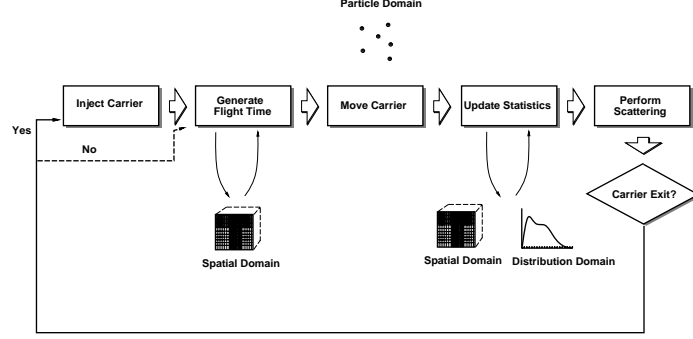 Particle Domain
Inject Carrier
Generate
Flight Time
Move Carrier
Update Statistics
Perform
Scattering
Yes
No
Carrier Exit?
Spatial Domain
Spatial Domain
Distribution Domain